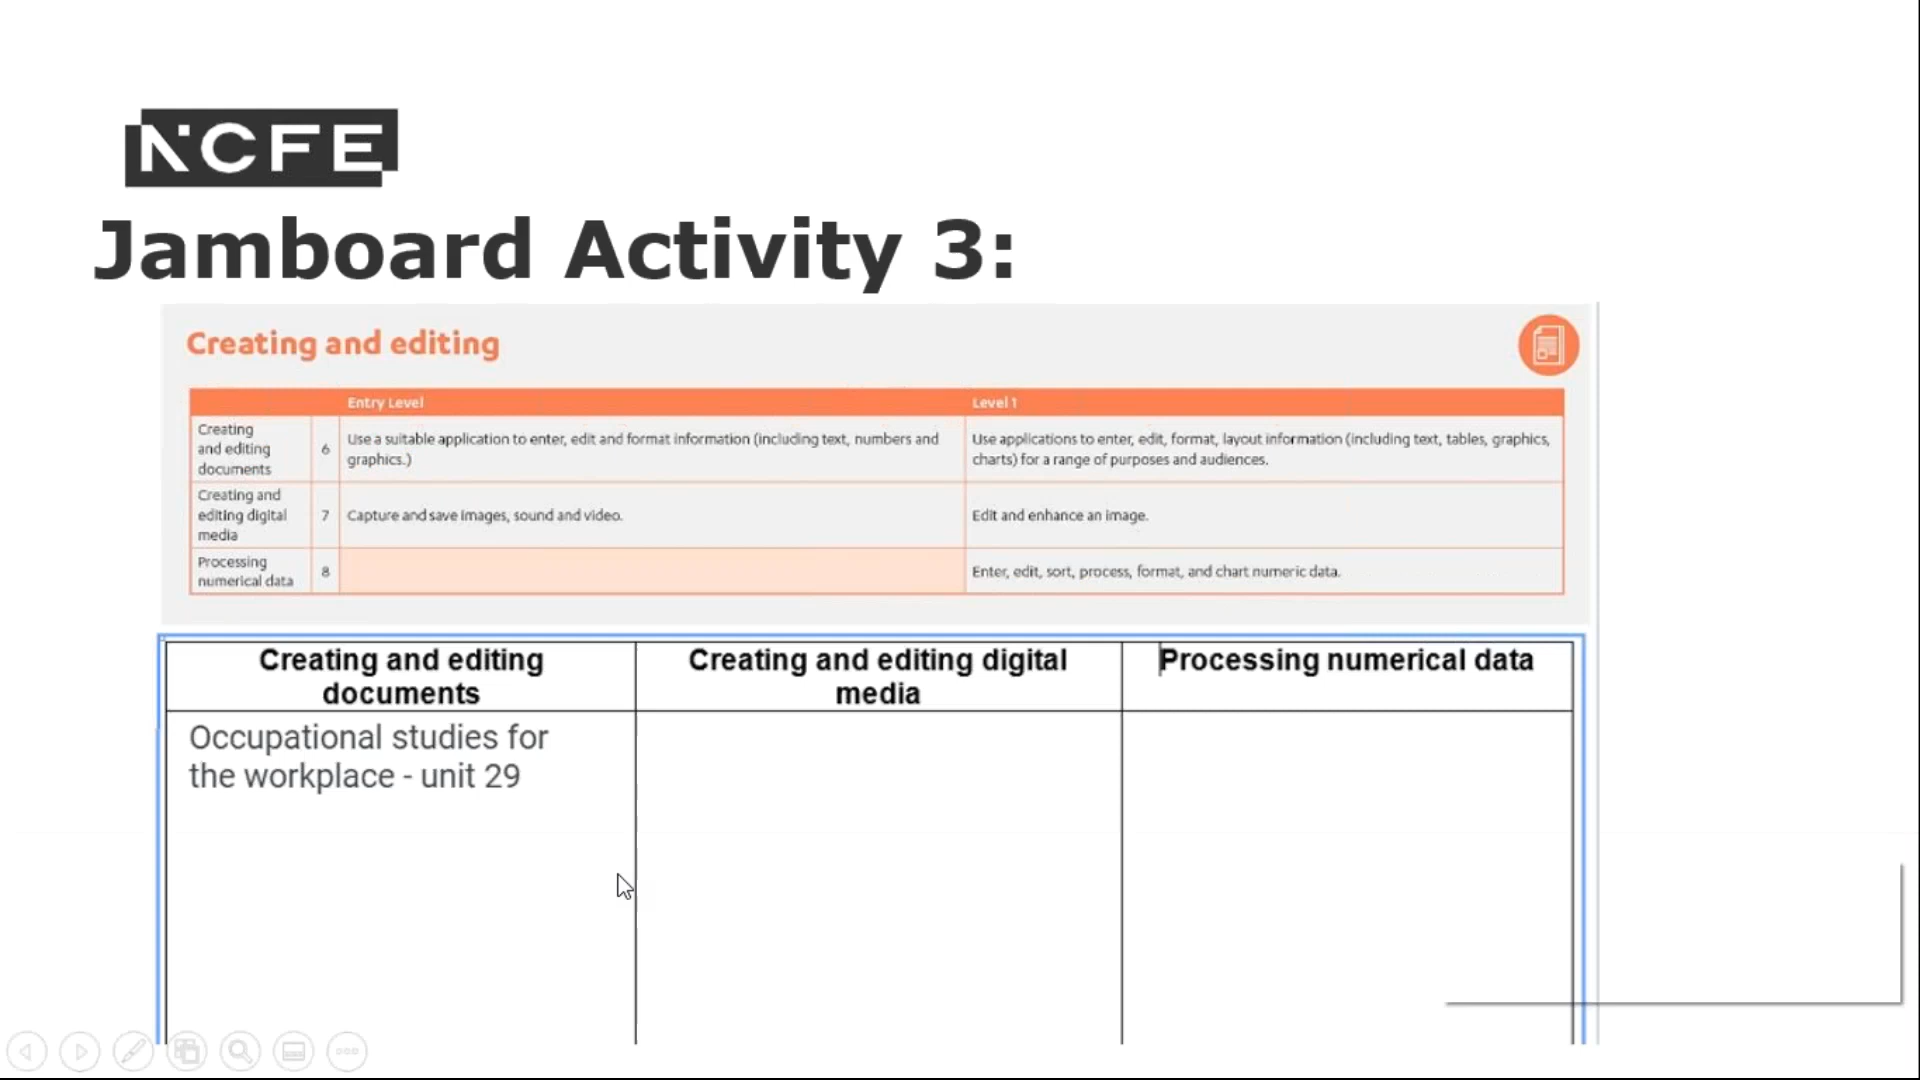 NCFE
Jamboard Activity 3:
Creating and editing
Entry Level
Level 1
Creating
and editing
documents
6
Use a suitable application to enter, edit and format information (including text, numbers and
graphics.)
Use applications to enter, edit, format, layout information (including text, tables, graphics,
charts) for a range of purposes and audiences.
Creating and
editing digital
media
7
Capture and save images, sound and video.
Edit and enhance an image.
Processing
numerical data
8
Enter, edit, sort, process, format, and chart numeric data.
Creating and editing
documents
Creating and editing digital
media
Processing numerical data
Occupational studies for
the workplace - unit 29